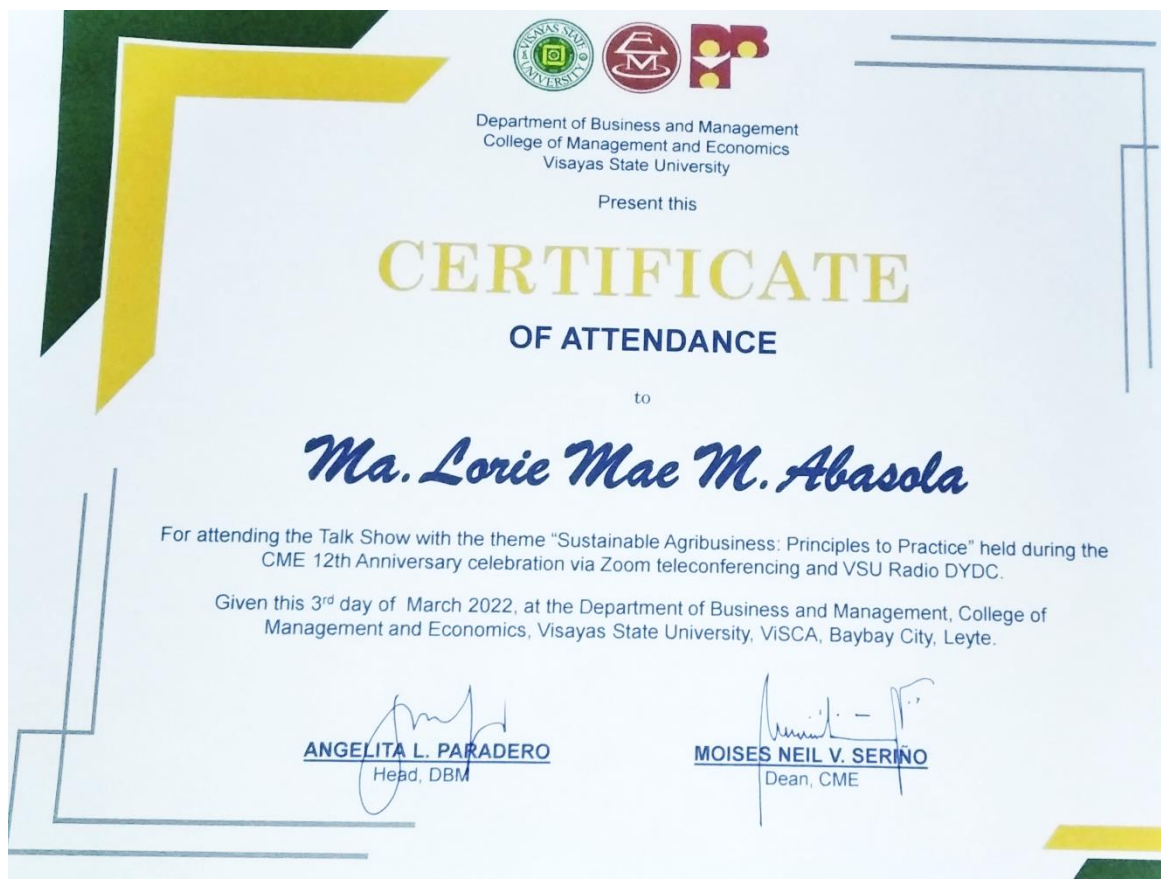 VISAYAS STATE UNIVERSITY
Department of Business and Management
College of Management and Economics
Visayas State University
Present this
CERTIFICATE
OF ATTENDANCE
to
Ma. Lorie Mae M. Abasola
For attending the Talk Show with the theme “Sustainable Agribusiness: Principles to Practice” held during the
CME 12th Anniversary celebration via Zoom teleconferencing and VSU Radio DYDC.
Given this 3rd day of March 2022, at the Department of Business and Management, College of
Management and Economics, Visayas State University, ViSCA, Baybay City, Leyte.
ANGELITA L. PARADERO
Head, DBM
MOISES NEIL V. SERIÑO
Dean, CME